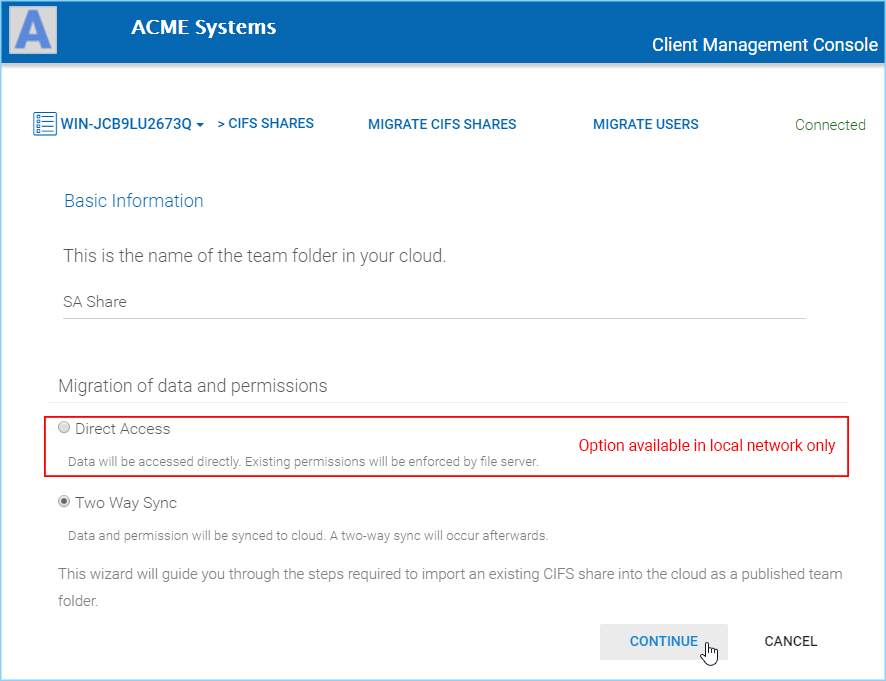 A
ACME Systems
Client Management Console
WIN-JCB9LU2673Q > CIFS SHARES MIGRATE CIFS SHARES MIGRATE USERS Connected
Basic Information
This is the name of the team folder in your cloud.
SA Share
Migration of data and permissions
Direct Access
Option available in local network only
Data will be accessed directly. Existing permissions will be enforced by file server.
Two Way Sync
Data and permission will be synced to cloud. A two-way sync will occur afterwards.
This wizard will guide you through the steps required to import an existing CIFS share into the cloud as a published team
folder.
CONTINUE CANCEL